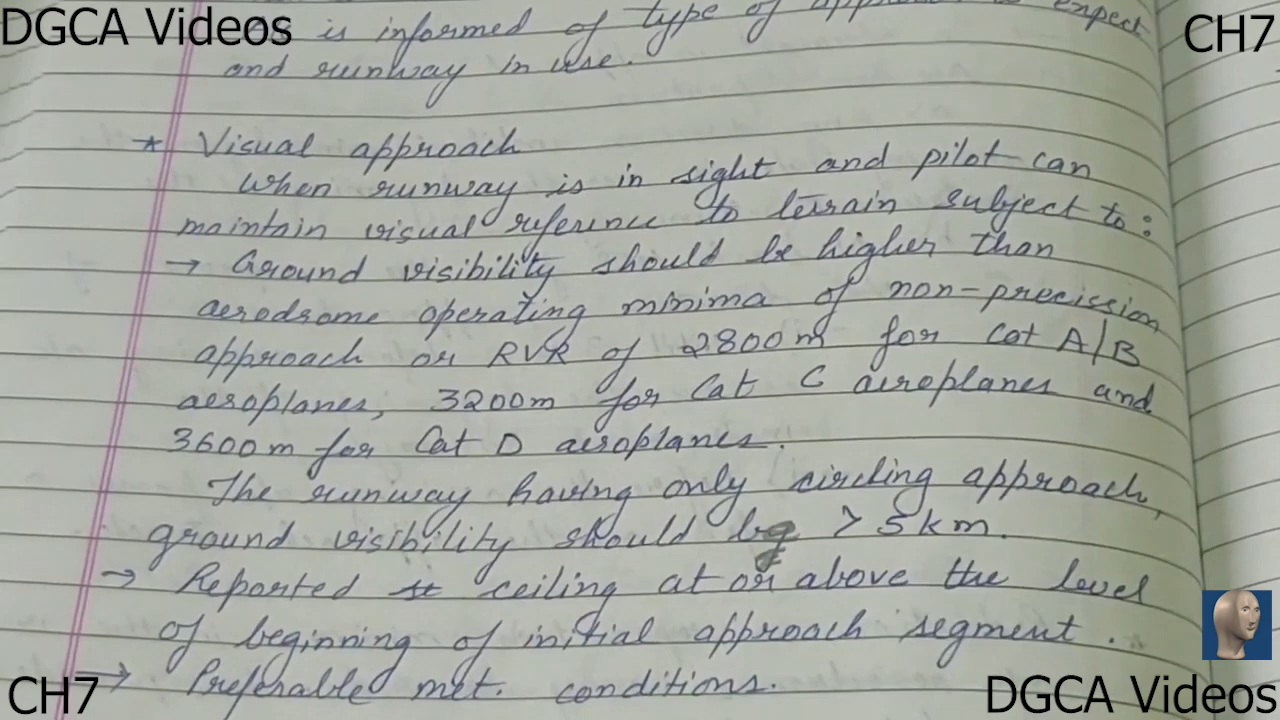 DGCA Videos
CH7
is informed of type of expect
and runway in use.
* Visual approach
When runway is in sight and pilot can
maintain visual reference to terrain subject to:
→ Ground visibility should be higher than
aerodrome operating minima of non-precission
approach or RVR of 2800m for Cat A/B
aeroplanes, 3200m for Cat C aeroplanes and
3600m for Cat D aeroplanes.
The runway having only circling approach,
ground visibility should be > 5km.
→ Reported ceiling at or above the level
of beginning of initial approach segment.
→ Preferable met. conditions.
CH7
DGCA Videos